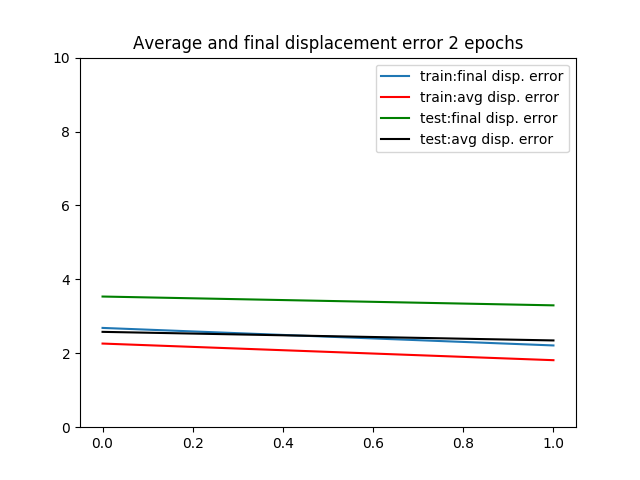 Average and final displacement error 2 epochs
train:final disp. error
train:avg disp. error
test:final disp. error
test:avg disp. error
10
8
6
4
2
0
0.0 0.2 0.4 0.6 0.8 1.0